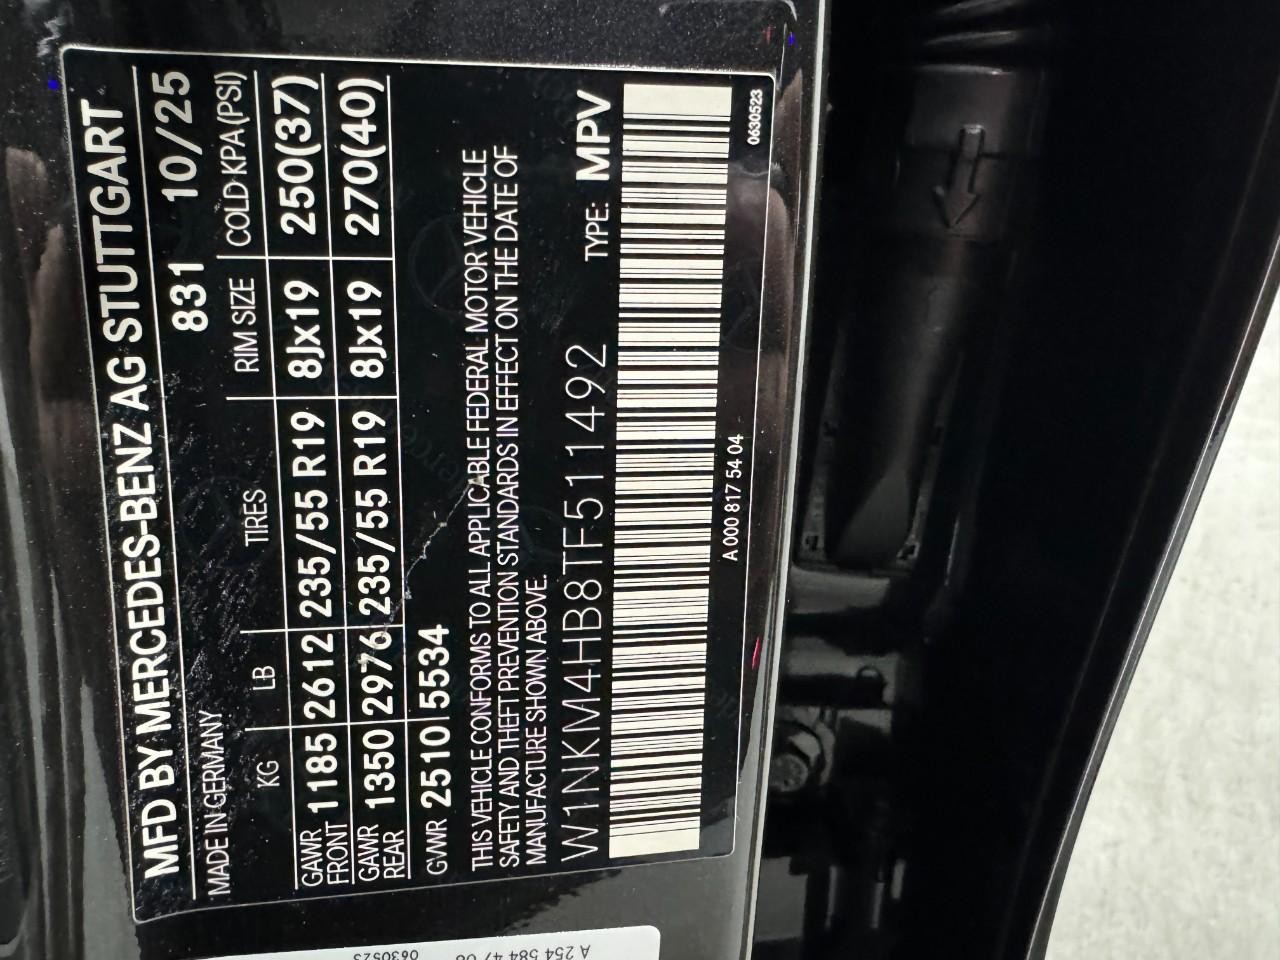 MFD BY MERCEDES-BENZ AG STUTTGART
MADE IN GERMANY 831 10/25
KG LB TIRES RIM SIZE COLD KPA(PSI)
GAWR FRONT 1185 2612 235/55 R19 8Jx19 250(37)
GAWR REAR 1350 2976 235/55 R19 8Jx19 270(40)
GVWR 2510 5534
THIS VEHICLE CONFORMS TO ALL APPLICABLE FEDERAL MOTOR VEHICLE
SAFETY AND THEFT PREVENTION STANDARDS IN EFFECT ON THE DATE OF
MANUFACTURE SHOWN ABOVE.
W1NKM4HB8TF511492 TYPE: MPV
A 000 817 54 04 0630523
A 254 584 47 0630523